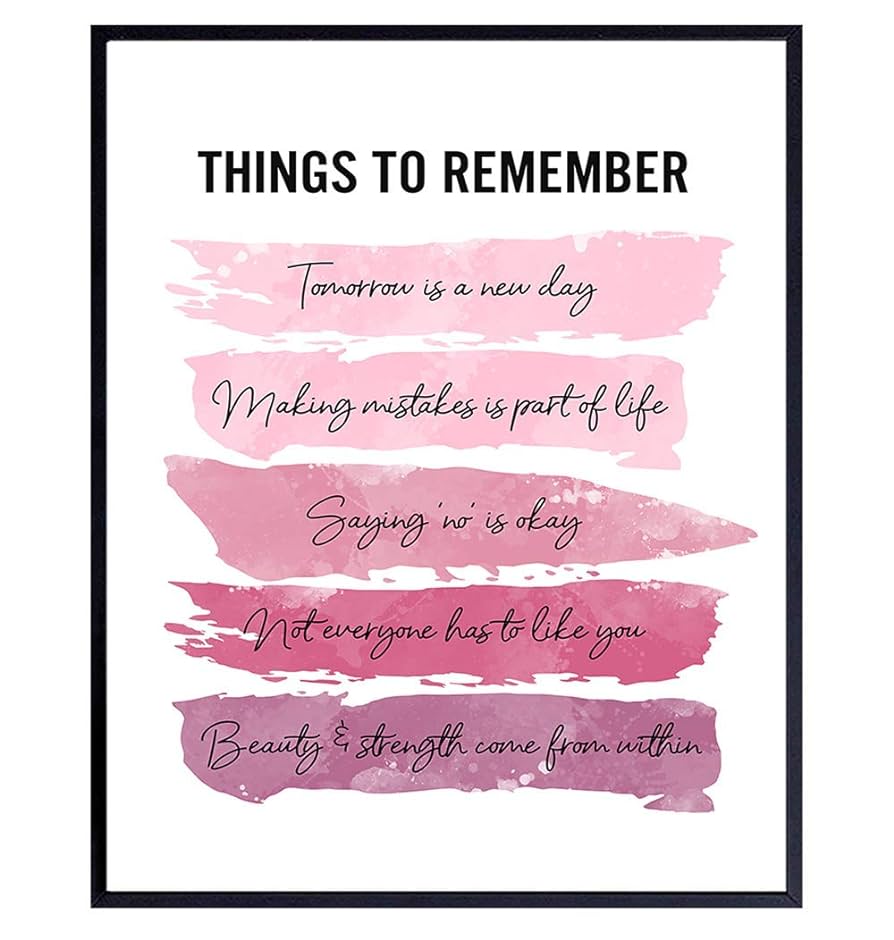 THINGS TO REMEMBER
Tomorrow is a new day
Making mistakes is part of life
Saying 'no' is okay
Not everyone has to like you
Beauty & strength come from within